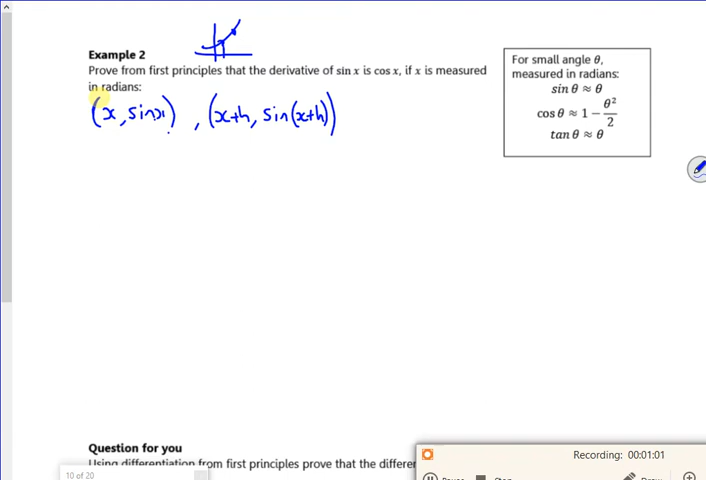 Example 2
Prove from first principles that the derivative of sin x is cos x, if x is measured
in radians:
(x, sinx) , (x+h, sin(x+h))
For small angle θ,
measured in radians:
sin θ ≈ θ
cos θ ≈ 1 − θ²/2
tan θ ≈ θ
Question for you
Using differentiation from first principles prove that the
10 of 20
Recording: 00:01:01
Pause